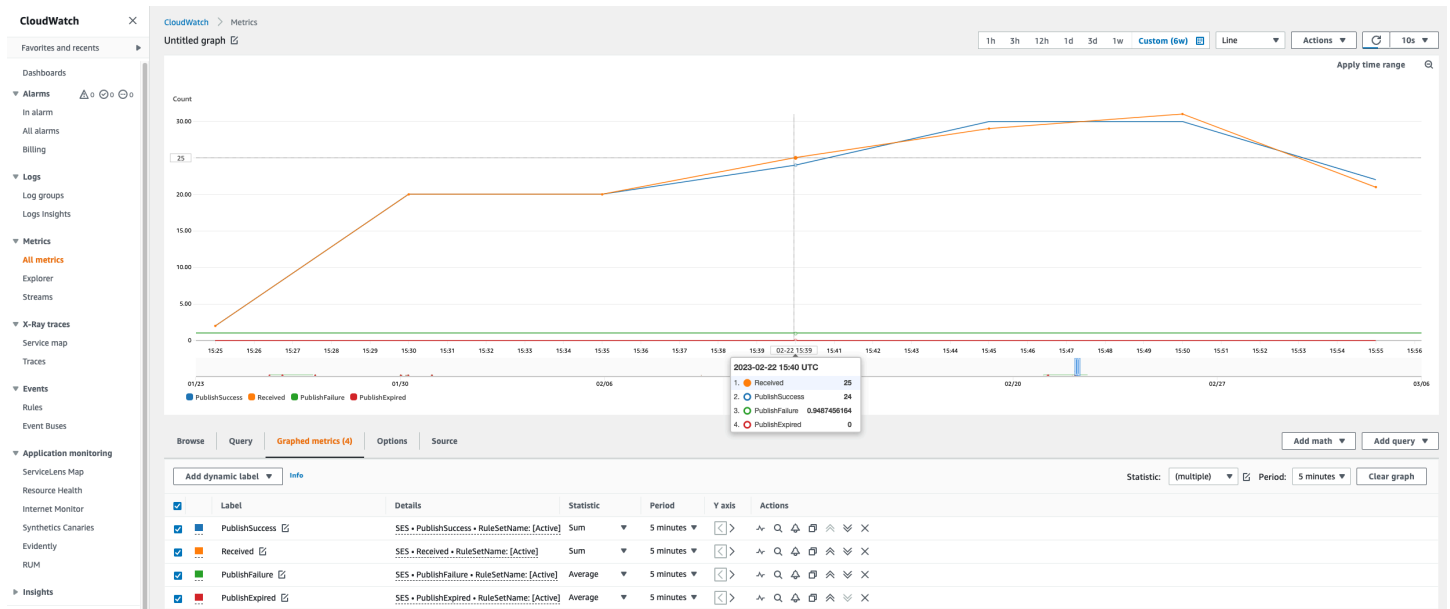 CloudWatch
Favorites and recents
Dashboards
Alarms 0 0 0
In alarm
All alarms
Billing
Logs
Log groups
Logs Insights
Metrics
All metrics
Explorer
Streams
X-Ray traces
Service map
Traces
Events
Rules
Event Buses
Application monitoring
ServiceLens Map
Resource Health
Internet Monitor
Synthetics Canaries
Evidently
RUM
Insights
CloudWatch > Metrics
Untitled graph
1h 3h 12h 1d 3d 1w Custom (6w) Line Actions 10s
Apply time range
Count
30.00
25
20.00
15.00
10.00
5.00
0
15:25 15:26 15:27 15:28 15:29 15:30 15:31 15:32 15:33 15:34 15:35 15:36 15:37 15:38 15:39 02-22 15:39 15:41 15:42 15:43 15:44 15:45 15:46 15:47 15:48 15:49 15:50 15:51 15:52 15:53 15:54 15:55 15:56
01/23 01/30 02/06 02/20 02/27 03/06
PublishSuccess Received PublishFailure PublishExpired
2023-02-22 15:40 UTC
1. Received 25
2. PublishSuccess 24
3. PublishFailure 0.9487456164
4. PublishExpired 0
Browse Query Graphed metrics (4) Options Source Add math Add query
Add dynamic label Info Statistic: (multiple) Period: 5 minutes Clear graph
Label Details Statistic Period Y axis Actions
PublishSuccess SES • PublishSuccess • RuleSetName: [Active] Sum 5 minutes
Received SES • Received • RuleSetName: [Active] Sum 5 minutes
PublishFailure SES • PublishFailure • RuleSetName: [Active] Average 5 minutes
PublishExpired SES • PublishExpired • RuleSetName: [Active] Average 5 minutes